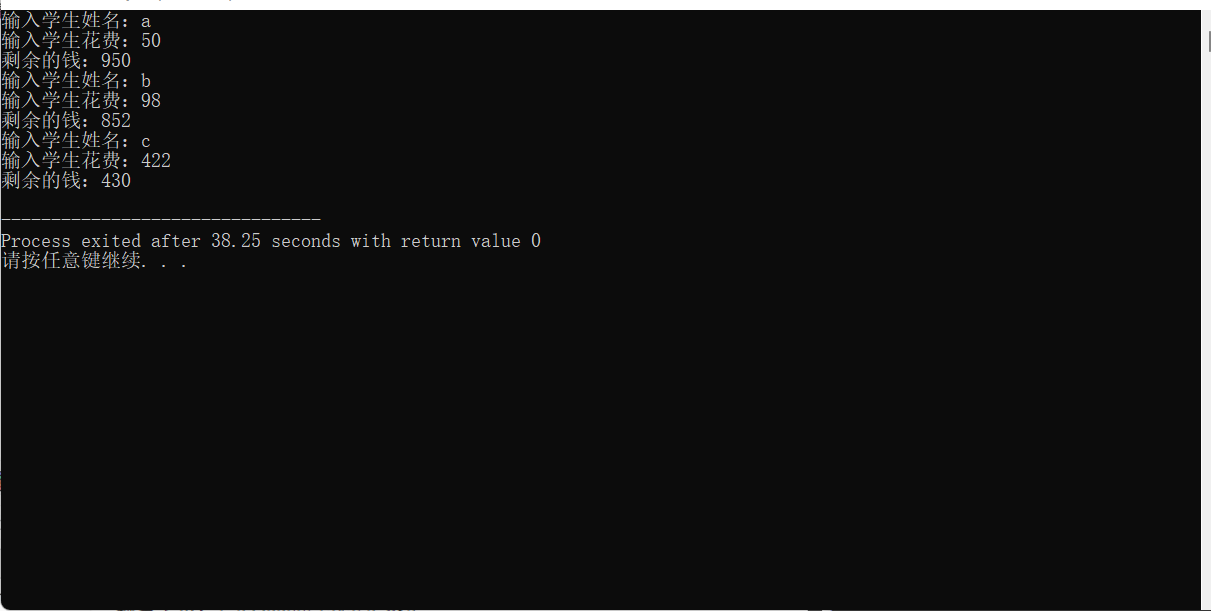 输入学生姓名：a
输入学生花费：50
剩余的钱：950
输入学生姓名：b
输入学生花费：98
剩余的钱：852
输入学生姓名：c
输入学生花费：422
剩余的钱：430
--------------------------------
Process exited after 38.25 seconds with return value 0
请按任意键继续. . .